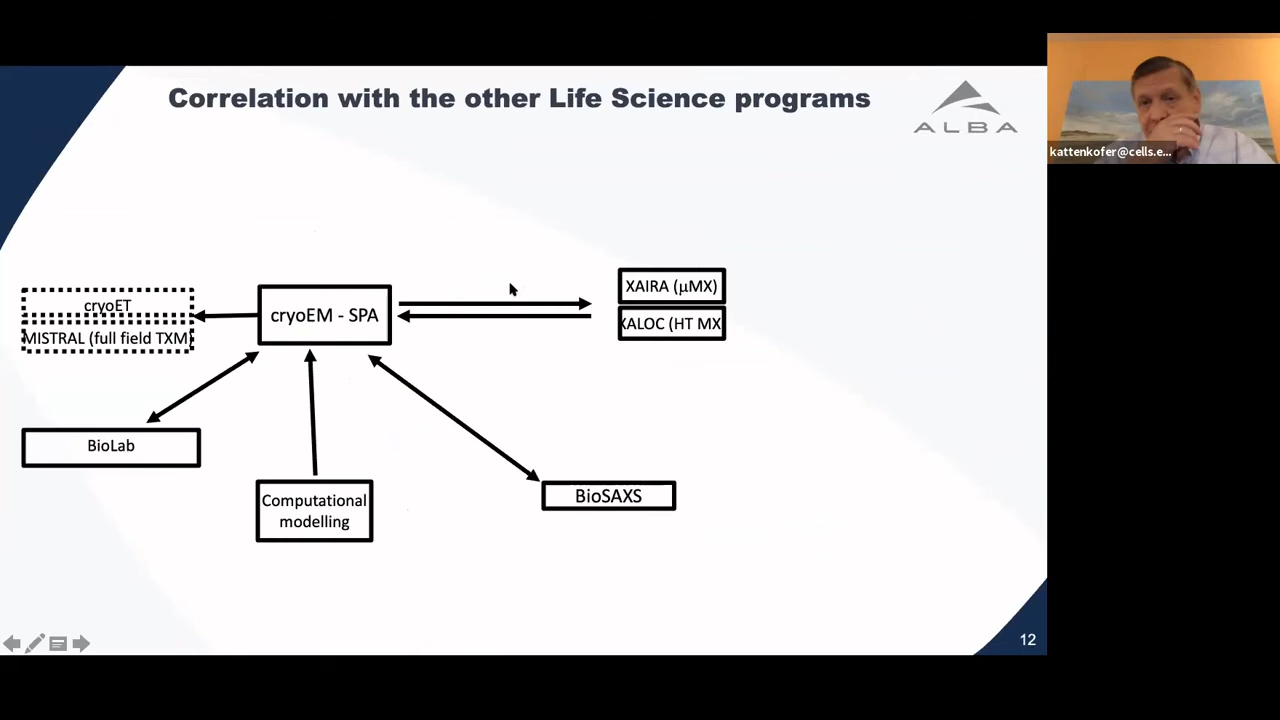 Correlation with the other Life Science programs
ALBA
kattenkofer@cells.e...
cryoET
MISTRAL (full field TXM)
cryoEM - SPA
XAIRA (μMX)
XALOC (HT MX)
BioLab
Computational
modelling
BioSAXS
12